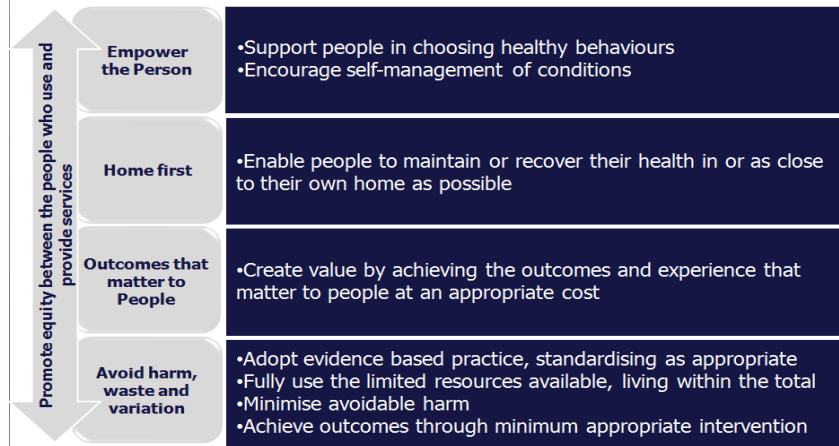 Promote equity between the people who use and
provide services
Empower
the Person
•Support people in choosing healthy behaviours
•Encourage self-management of conditions
Home first
•Enable people to maintain or recover their health in or as close
to their own home as possible
Outcomes that
matter to
People
•Create value by achieving the outcomes and experience that
matter to people at an appropriate cost
Avoid harm,
waste and
variation
•Adopt evidence based practice, standardising as appropriate
•Fully use the limited resources available, living within the total
•Minimise avoidable harm
•Achieve outcomes through minimum appropriate intervention